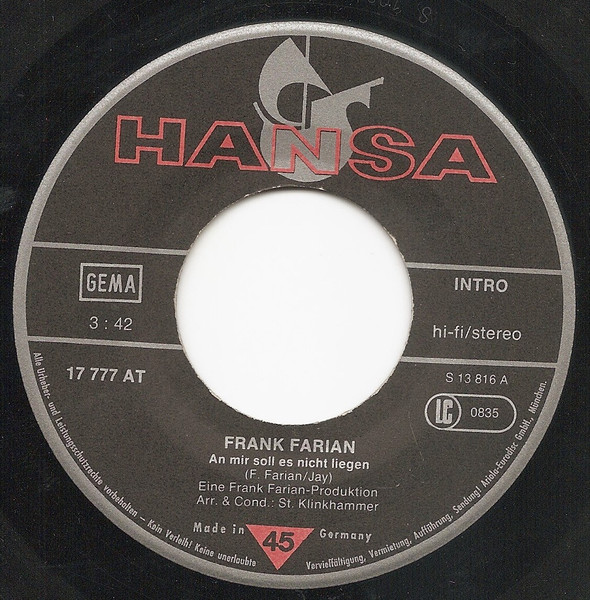 HANSA
GEMA
INTRO
3 : 42
hi-fi/stereo
17 777 AT
S 13 816 A
LC 0835
FRANK FARIAN
An mir soll es nicht liegen
(F. Farian/Jay)
Eine Frank Farian-Produktion
Arr. & Cond.: St. Klinkhammer
Made in Germany
45
Alle Urheber- und Leistungsschutzrechte vorbehalten – Kein Verleih! Keine unerlaubte Vervielfältigung, Vermietung, Aufführung, Sendung! Ariola-Eurodisc GmbH., München.